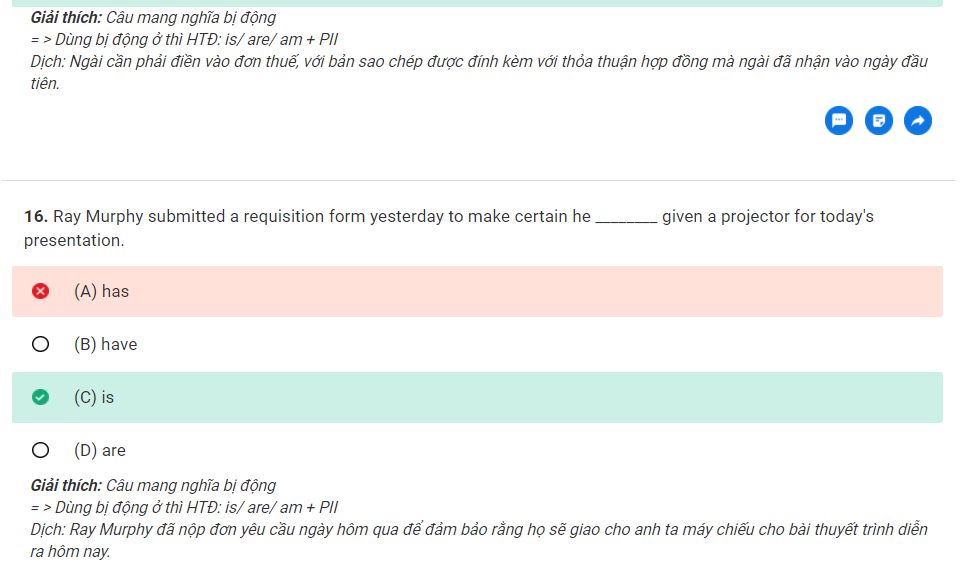 Giải thích: Câu mang nghĩa bị động
= > Dùng bị động ở thì HTĐ: is/ are/ am + PII
Dịch: Ngài cần phải điền vào đơn thuế, với bản sao chép được đính kèm với thỏa thuận hợp đồng mà ngài đã nhận vào ngày đầu
tiên.
16. Ray Murphy submitted a requisition form yesterday to make certain he _______ given a projector for today's
presentation.
(A) has
(B) have
(C) is
(D) are
Giải thích: Câu mang nghĩa bị động
= > Dùng bị động ở thì HTĐ: is/ are/ am + PII
Dịch: Ray Murphy đã nộp đơn yêu cầu ngày hôm qua để đảm bảo rằng họ sẽ giao cho anh ta máy chiếu cho bài thuyết trình diễn
ra hôm nay.